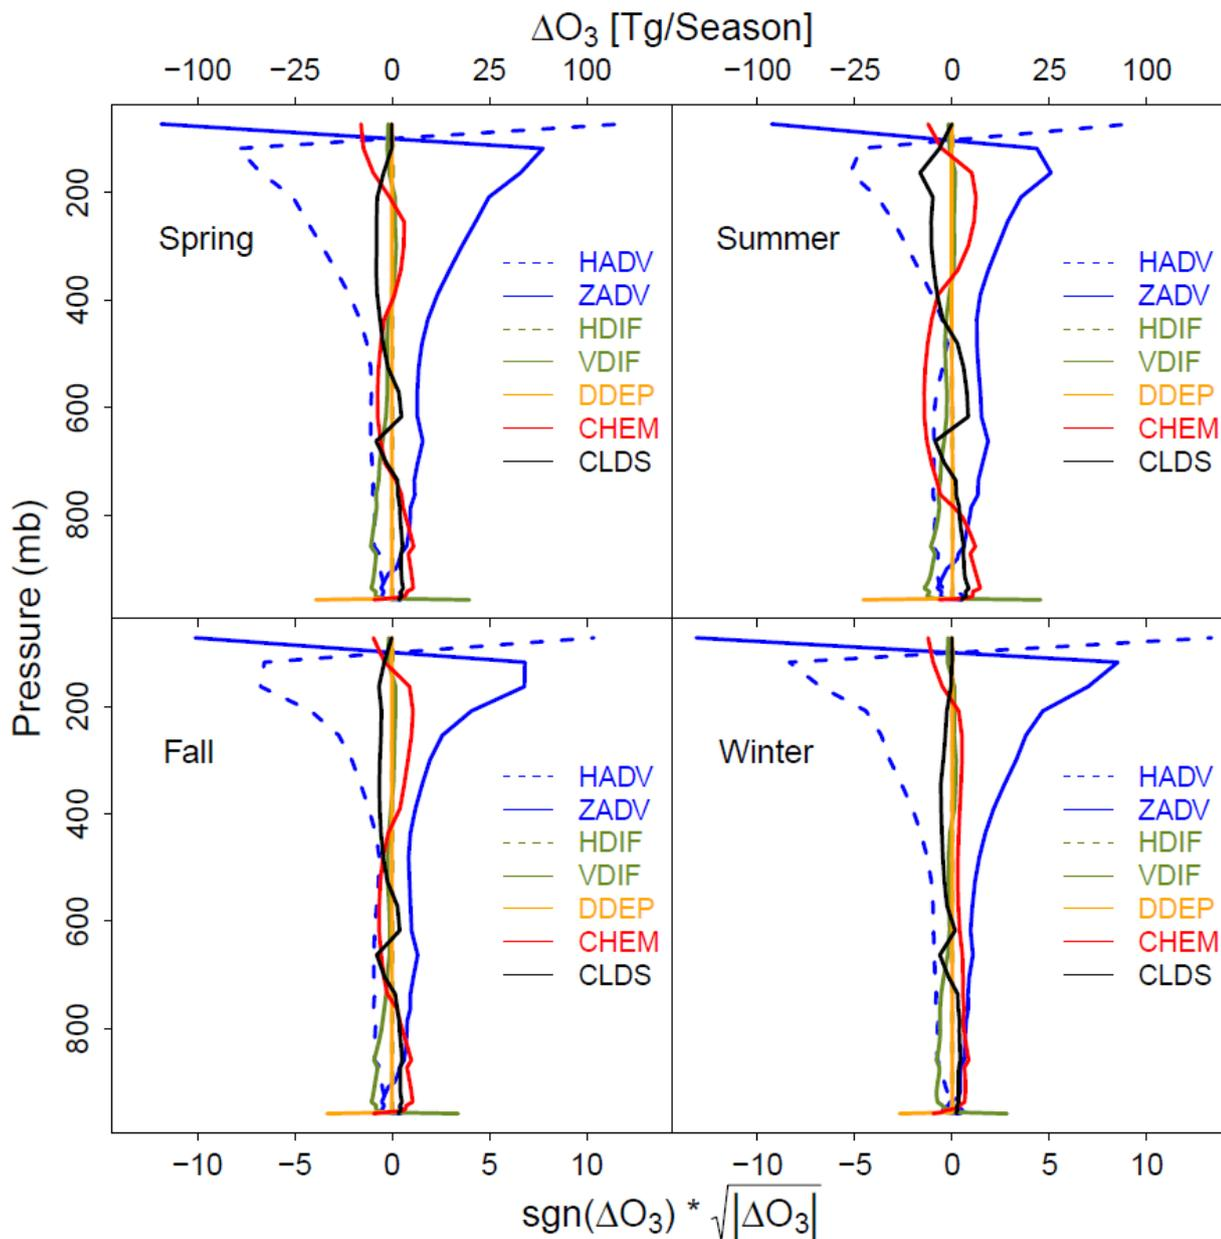 ΔO₃ [Tg/Season]
−100 −25 0 25 100 −100 −25 0 25 100
Pressure (mb)
200
400
600
800
Spring
HADV
ZADV
HDIF
VDIF
DDEP
CHEM
CLDS
Summer
HADV
ZADV
HDIF
VDIF
DDEP
CHEM
CLDS
200
400
600
800
Fall
HADV
ZADV
HDIF
VDIF
DDEP
CHEM
CLDS
Winter
HADV
ZADV
HDIF
VDIF
DDEP
CHEM
CLDS
−10 −5 0 5 10 −10 −5 0 5 10
sgn(ΔO₃) * √|ΔO₃|